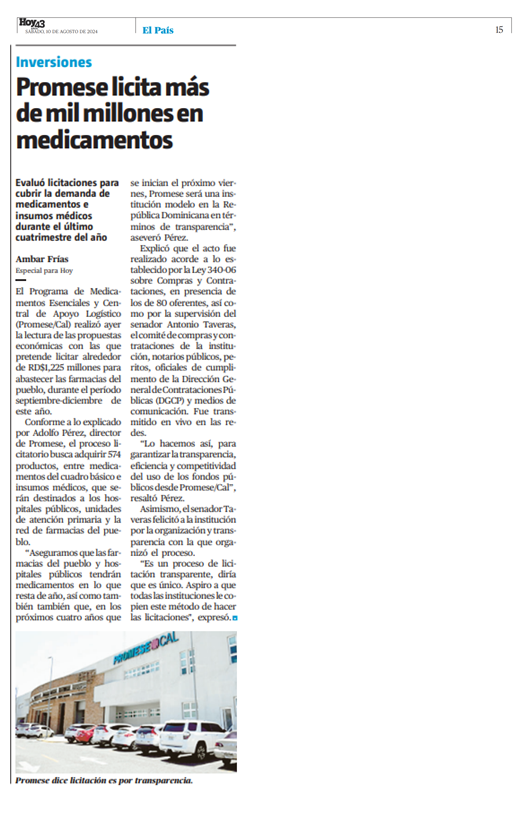 Hoy43
SÁBADO, 10 DE AGOSTO DE 2024
El País
15
Inversiones
Promese licita más
de mil millones en
medicamentos
Evaluó licitaciones para
cubrir la demanda de
medicamentos e
insumos médicos
durante el último
cuatrimestre del año
Ambar Frías
Especial para Hoy
El Programa de Medica-
mentos Esenciales y Cen-
tral de Apoyo Logístico
(Promese/Cal) realizó ayer
la lectura de las propuestas
económicas con las que
pretende licitar alrededor
de RD$1,225 millones para
abastecer las farmacias del
pueblo, durante el período
septiembre-diciembre de
este año.
Conforme a lo explicado
por Adolfo Pérez, director
de Promese, el proceso li-
citatorio busca adquirir 574
productos, entre medica-
mentos del cuadro básico e
insumos médicos, que se-
rán destinados a los hos-
pitales públicos, unidades
de atención primaria y la
red de farmacias del pue-
blo.
"Aseguramos que las far-
macias del pueblo y hos-
pitales públicos tendrán
medicamentos en lo que
resta de año, así como tam-
bién también que, en los
próximos cuatro años que
se inician el próximo vier-
nes, Promese será una ins-
titución modelo en la Re-
pública Dominicana en tér-
minos de transparencia",
aseveró Pérez.
Explicó que el acto fue
realizado acorde a lo es-
tablecido por la Ley 340-06
sobre Compras y Contra-
taciones, en presencia de
los de 80 oferentes, así co-
mo por la supervisión del
senador Antonio Taveras,
el comité de compras y con-
trataciones de la institu-
ción, notarios públicos, pe-
ritos, oficiales de cumpli-
miento de la Dirección Ge-
neral de Contrataciones Pú-
blicas (DGCP) y medios de
comunicación. Fue trans-
mitido en vivo en las re-
des.
"Lo hacemos así, para
garantizar la transparencia,
eficiencia y competitividad
del uso de los fondos pú-
blicos desde Promese/Cal",
resaltó Pérez.
Asimismo, el senador Ta-
veras felicitó a la institución
por la organización y trans-
parencia con la que orga-
nizó el proceso.
"Es un proceso de lici-
tación transparente, diría
que es único. Aspiro a que
todas las instituciones le co-
pien este método de hacer
las licitaciones", expresó.
PROMESE CAL
Promese dice licitación es por transparencia.